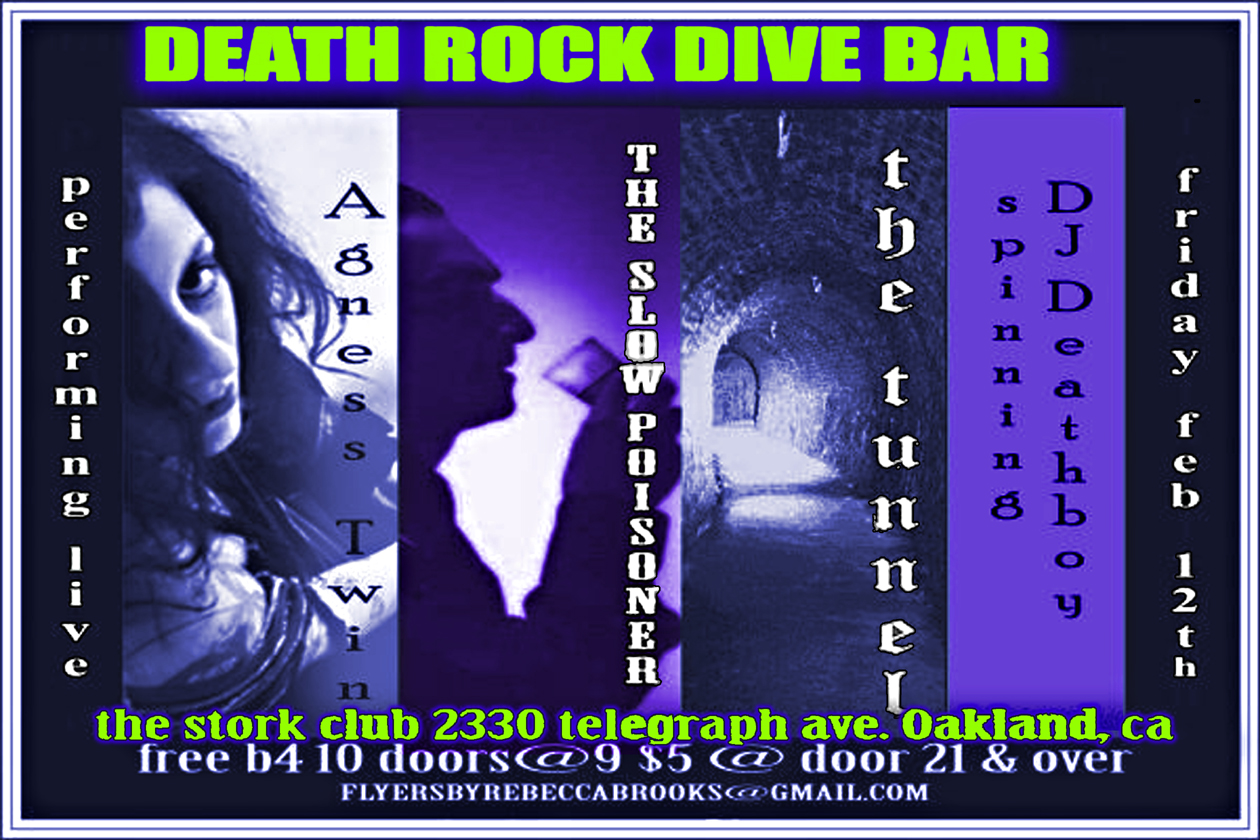 DEATH ROCK DIVE BAR
performing live
Agness Twin
THE SLOW POISONER
the tunnel
spinning
DJ Deathboy
friday feb 12th
the stork club 2330 telegraph ave. Oakland, ca
free b4 10 doors@9 $5 @ door 21 & over
FLYERSBYREBECCABROOKS@GMAIL.COM